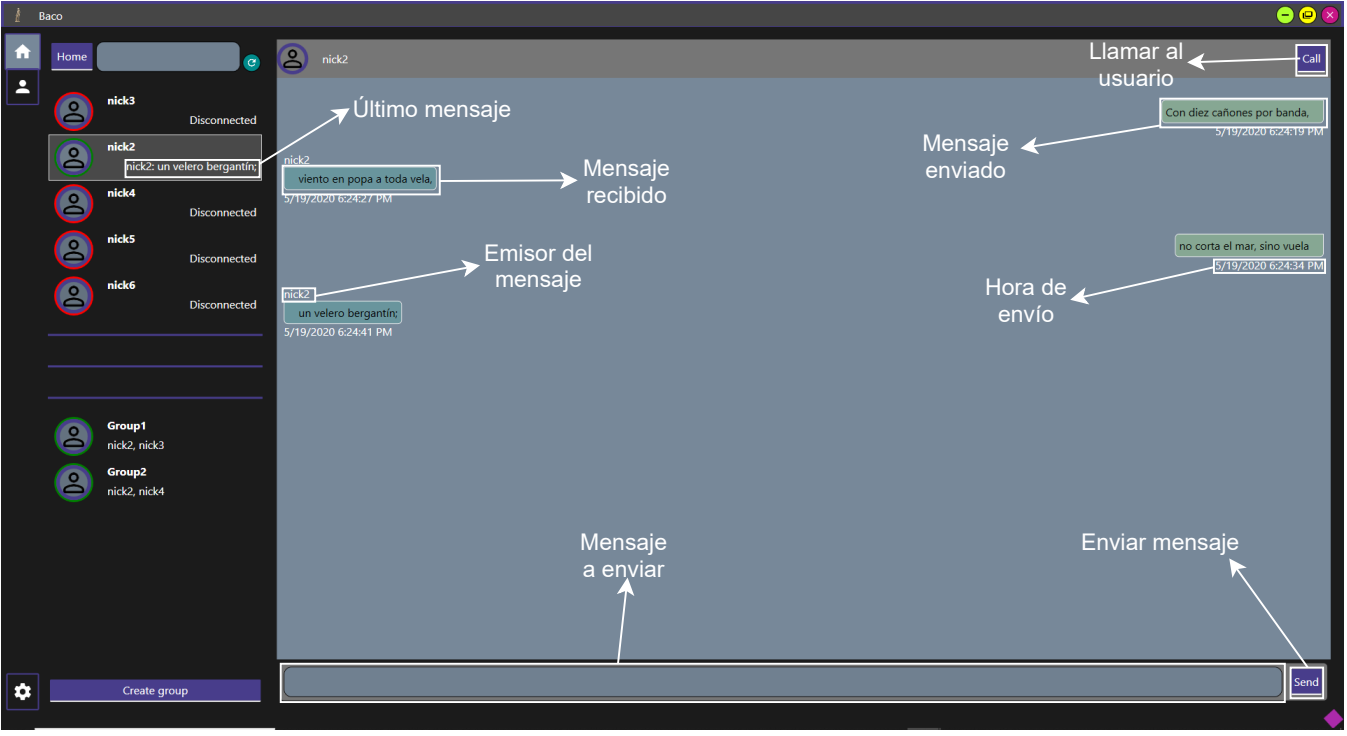 Baco
Home
nick3
Disconnected
nick2
nick2: un velero bergantín;
nick4
Disconnected
nick5
Disconnected
nick6
Disconnected
Group1
nick2, nick3
Group2
nick2, nick4
Create group
nick2
Llamar al
usuario
Call
Último mensaje
Con diez cañones por banda,
5/19/2020 6:24:19 PM
Mensaje
enviado
nick2
viento en popa a toda vela,
5/19/2020 6:24:27 PM
Mensaje
recibido
no corta el mar, sino vuela
5/19/2020 6:24:34 PM
Emisor del
mensaje
Hora de
envío
nick2
un velero bergantín;
5/19/2020 6:24:41 PM
Mensaje
a enviar
Enviar mensaje
Send